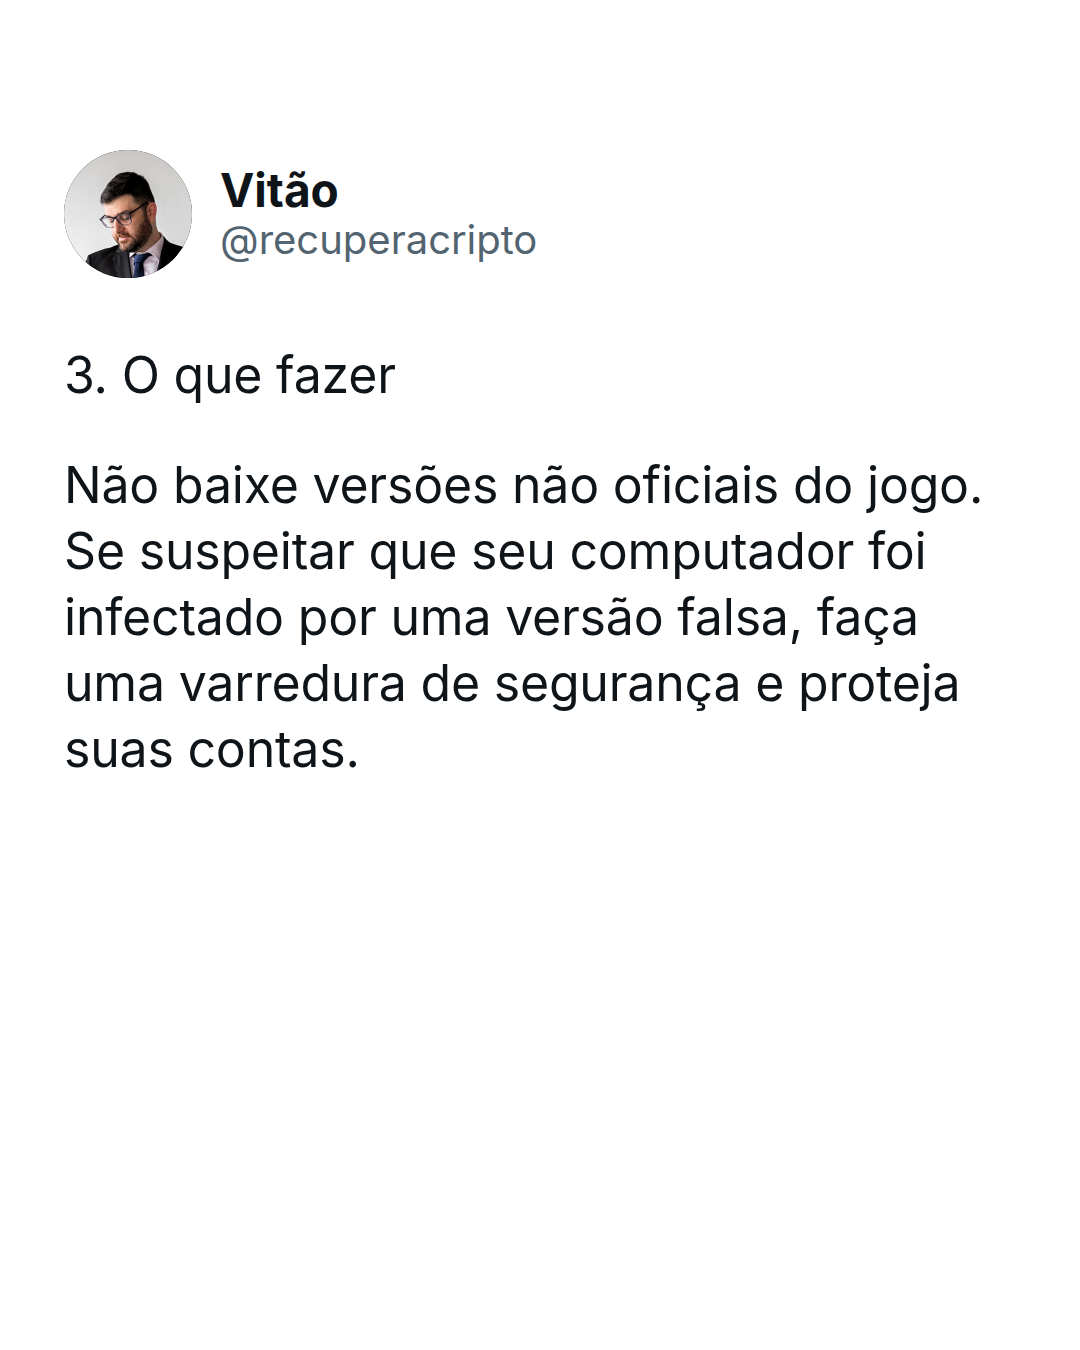 Vitão
@recuperacripto
3. O que fazer
Não baixe versões não oficiais do jogo.
Se suspeitar que seu computador foi
infectado por uma versão falsa, faça
uma varredura de segurança e proteja
suas contas.